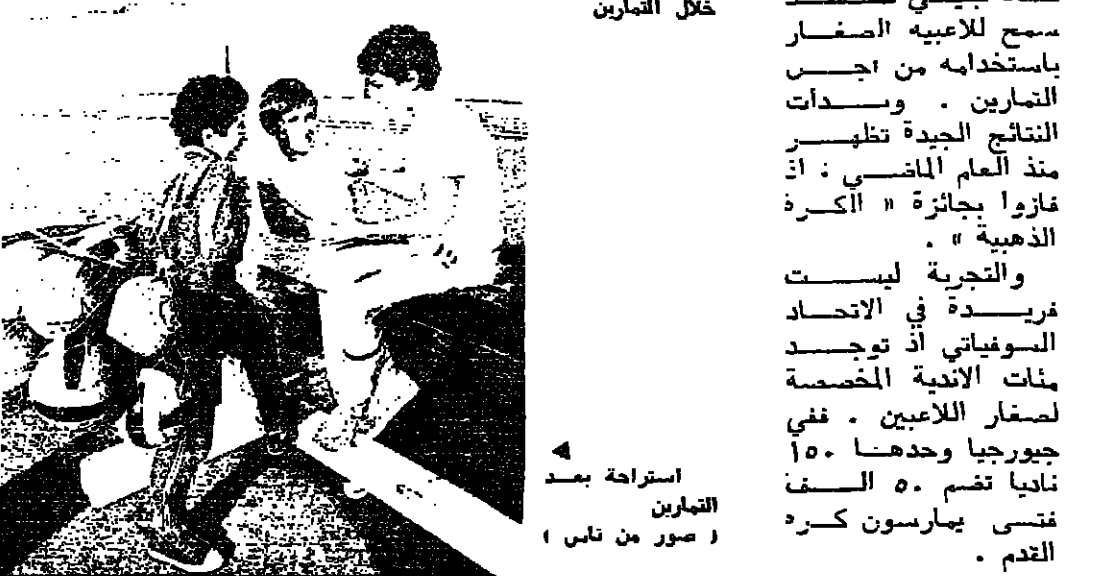 خلال التمارين
سمح للاعبيه الصغار
باستخدامه من اجل
التمارين . وبدأت
النتائج الجيدة تظهر
منذ العام الماضي : اذ
فازوا بجائزة « الكرة
الذهبية » .
والتجربة ليست
فريدة في الاتحاد
السوفياتي اذ توجد
مئات الاندية المخصصة
لصغار اللاعبين . ففي
جيورجيا وحدها ١٥٠
ناديا تضم ٥٠ الف
فتى يمارسون كرة
القدم .
استراحة بعد
التمارين
( صور من تاس )